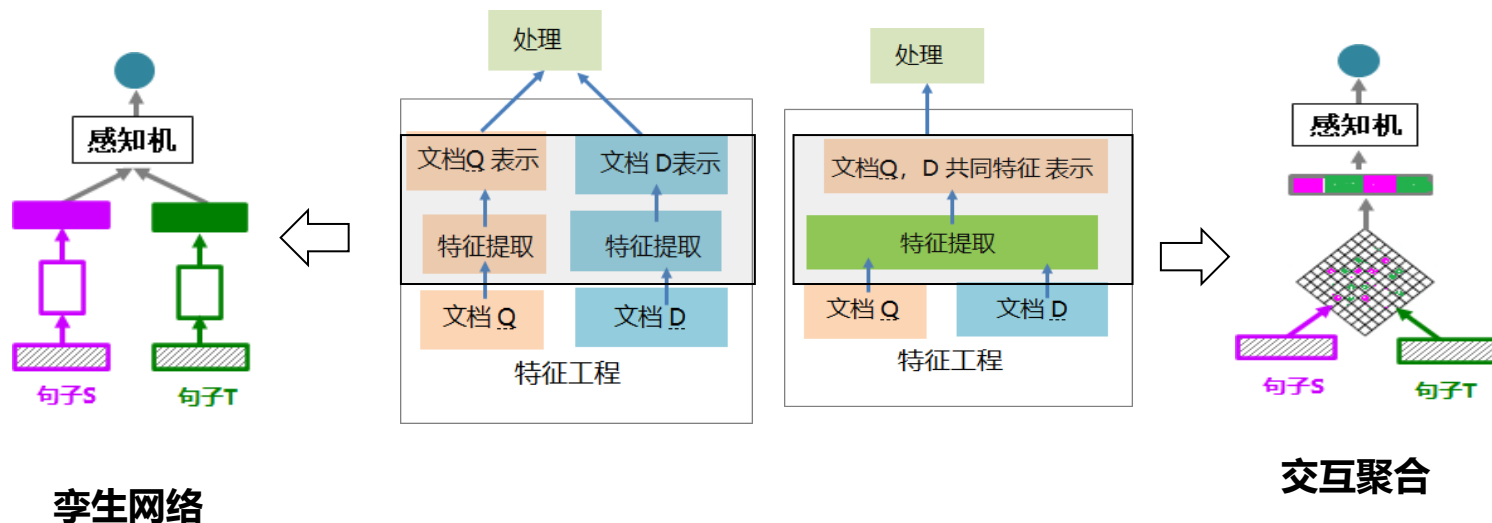 感知机
句子S
句子T
孪生网络
处理
文档Q 表示
文档 D表示
特征提取
特征提取
文档 Q
文档 D
特征工程
处理
文档Q，D 共同特征 表示
特征提取
文档 Q
文档 D
特征工程
感知机
句子S
句子T
交互聚合